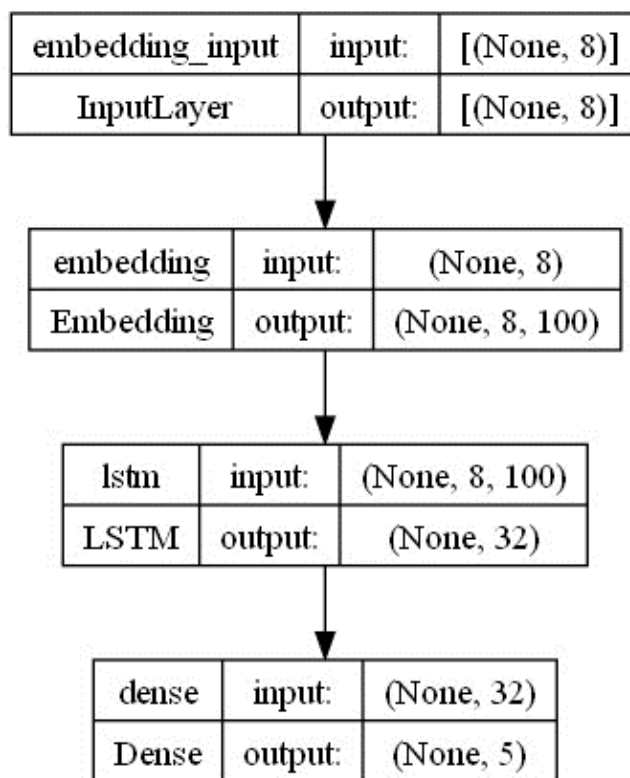 embedding_input input: [(None, 8)]
InputLayer output: [(None, 8)]
embedding input: (None, 8)
Embedding output: (None, 8, 100)
lstm input: (None, 8, 100)
LSTM output: (None, 32)
dense input: (None, 32)
Dense output: (None, 5)